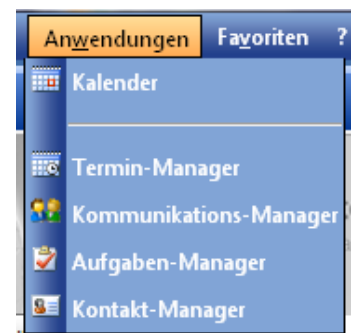 Anwendungen Favoriten ?
Kalender
Termin-Manager
Kommunikations-Manager
Aufgaben-Manager
Kontakt-Manager